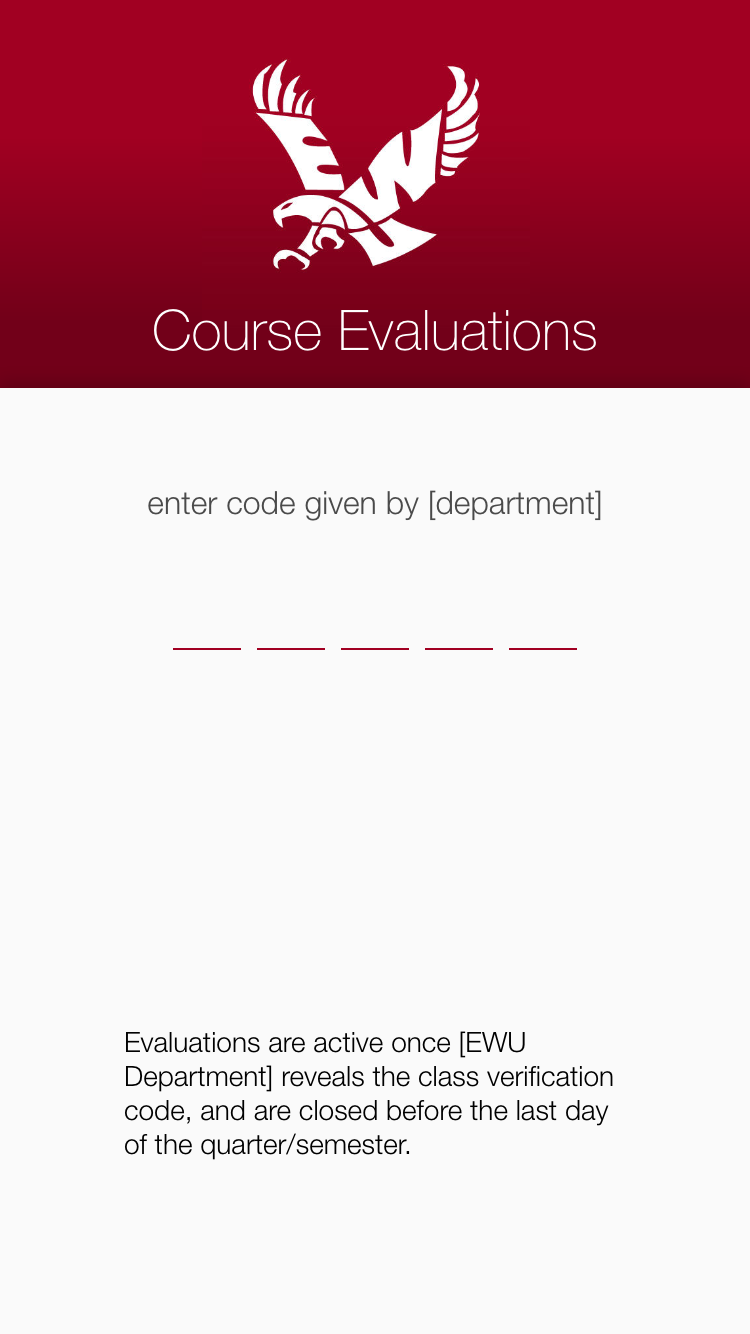 EWU
Course Evaluations
enter code given by [department]
Evaluations are active once [EWU
Department] reveals the class verification
code, and are closed before the last day
of the quarter/semester.